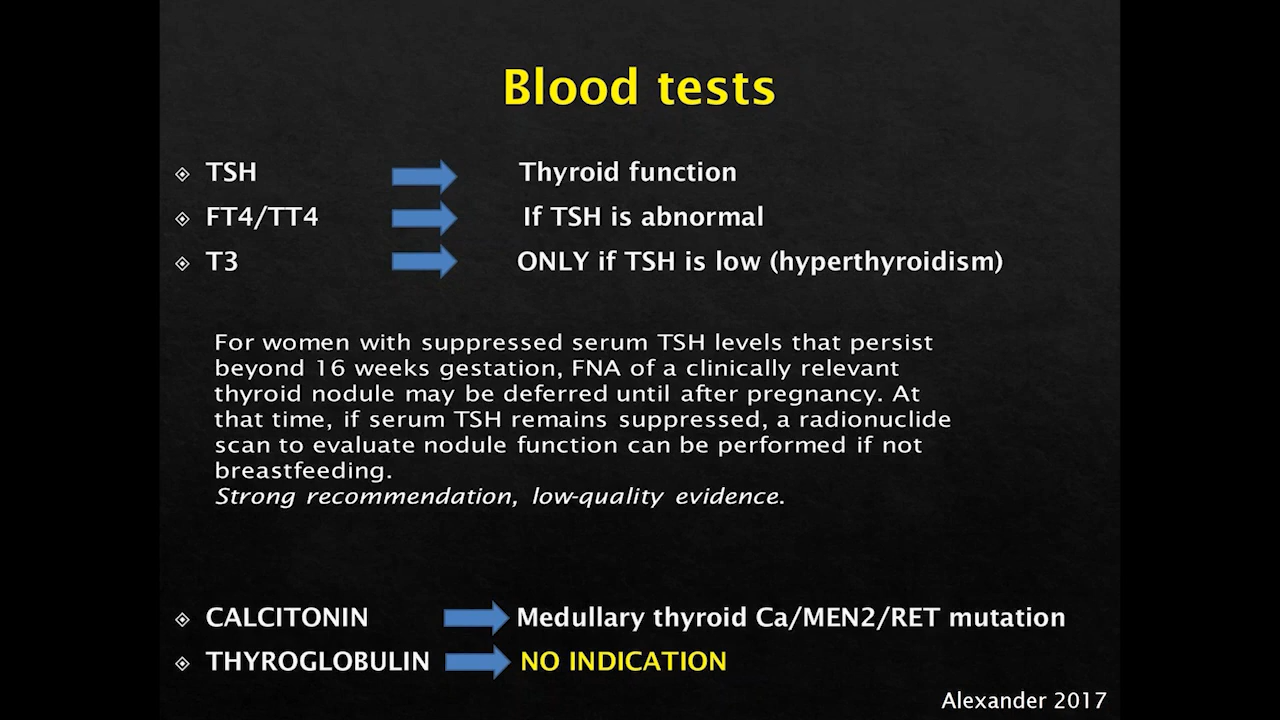 Blood tests
TSH Thyroid function
FT4/TT4 If TSH is abnormal
T3 ONLY if TSH is low (hyperthyroidism)
For women with suppressed serum TSH levels that persist
beyond 16 weeks gestation, FNA of a clinically relevant
thyroid nodule may be deferred until after pregnancy. At
that time, if serum TSH remains suppressed, a radionuclide
scan to evaluate nodule function can be performed if not
breastfeeding.
Strong recommendation, low-quality evidence.
CALCITONIN Medullary thyroid Ca/MEN2/RET mutation
THYROGLOBULIN NO INDICATION
Alexander 2017